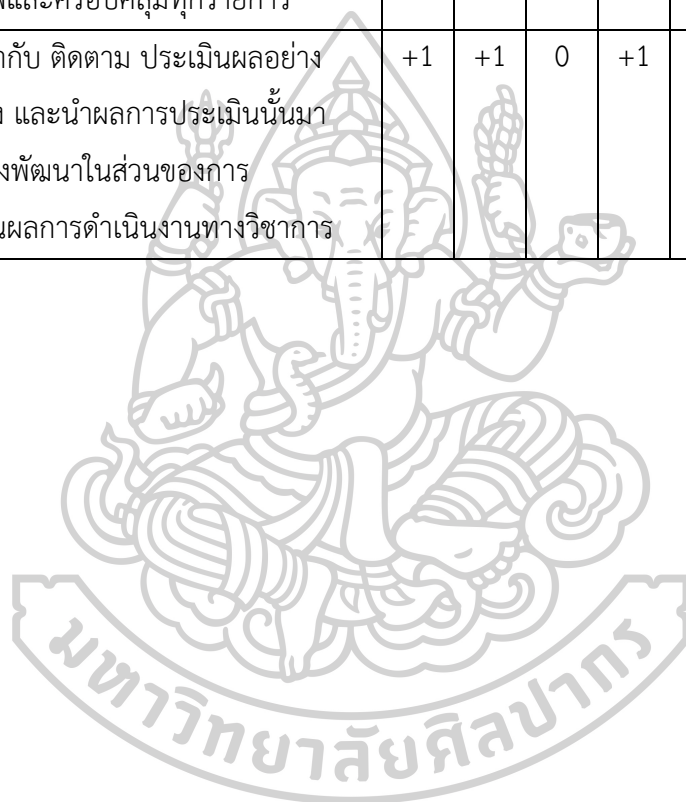 และครอบคลุมทุกรายการ
กับ ติดตาม ประเมินผลอย่าง +1 +1 0 +1
และนำผลการประเมินนั้นมา
พัฒนาในส่วนของการ
ผลการดำเนินงานทางวิชาการ
มหาวิทยาลัยศิลปากร